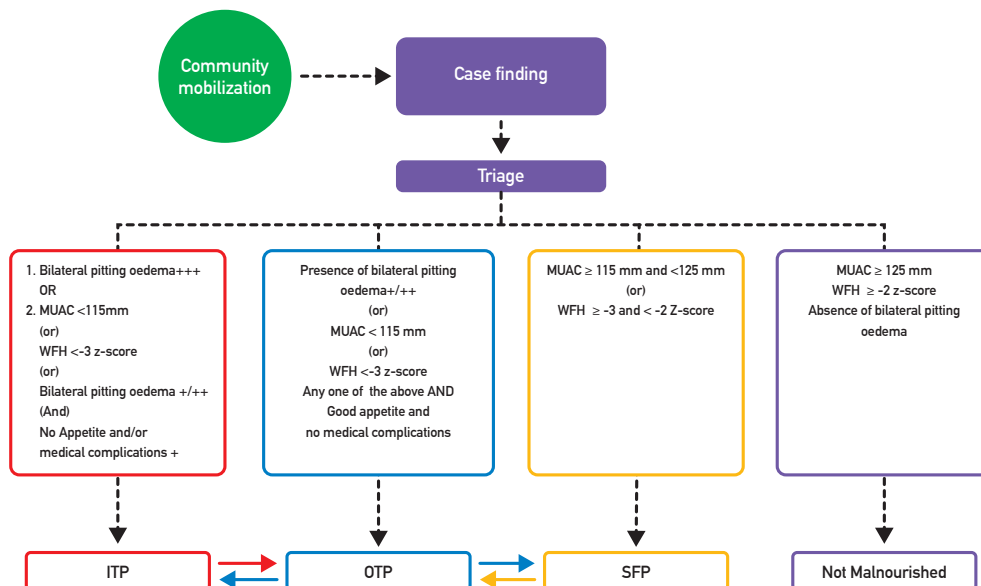 Community
mobilization
Case finding
Triage
1. Bilateral pitting oedema+++
OR
2. MUAC <115mm
(or)
WFH <-3 z-score
(or)
Bilateral pitting oedema +/++
(And)
No Appetite and/or
medical complications +
Presence of bilateral pitting
oedema+/++
(or)
MUAC < 115 mm
(or)
WFH <-3 z-score
Any one of the above AND
Good appetite and
no medical complications
MUAC ≥ 115 mm and <125 mm
(or)
WFH ≥ -3 and < -2 Z-score
MUAC ≥ 125 mm
WFH ≥ -2 z-score
Absence of bilateral pitting
oedema
ITP
OTP
SFP
Not Malnourished